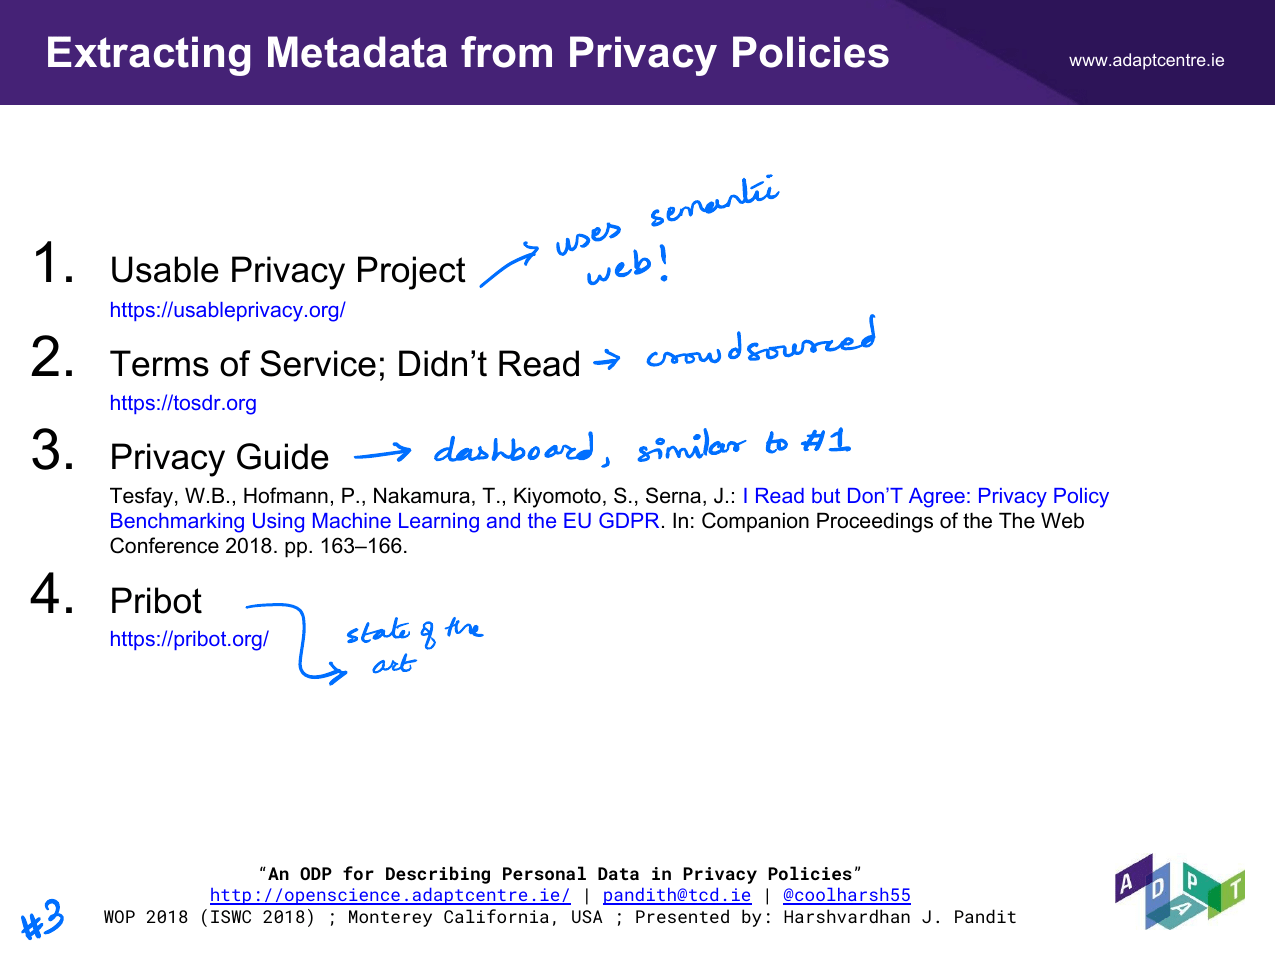 Extracting Metadata from Privacy Policies
www.adaptcentre.ie
1. Usable Privacy Project → uses semantic
web!
https://usableprivacy.org/
2. Terms of Service; Didn’t Read → crowdsourced
https://tosdr.org
3. Privacy Guide → dashboard, similar to #1
Tesfay, W.B., Hofmann, P., Nakamura, T., Kiyomoto, S., Serna, J.: I Read but Don’T Agree: Privacy Policy
Benchmarking Using Machine Learning and the EU GDPR. In: Companion Proceedings of the The Web
Conference 2018. pp. 163–166.
4. Pribot
https://pribot.org/
state of the
art
“An ODP for Describing Personal Data in Privacy Policies”
http://openscience.adaptcentre.ie/ | pandith@tcd.ie | @coolharsh55
WOP 2018 (ISWC 2018) ; Monterey California, USA ; Presented by: Harshvardhan J. Pandit
#3
ADAPT